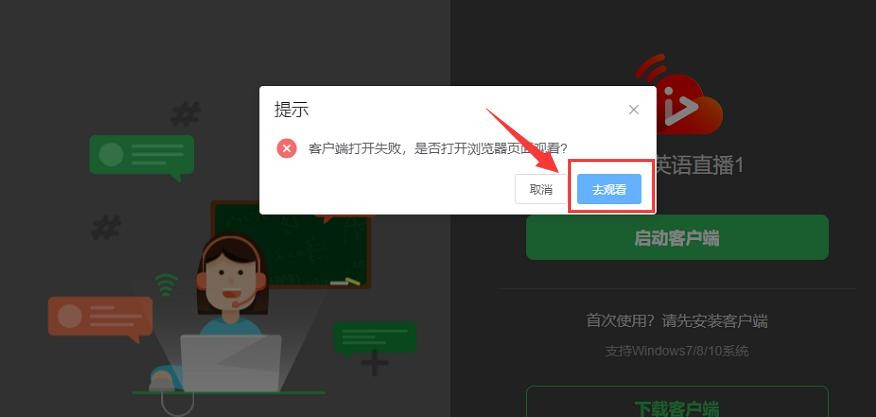 提示
客户端打开失败，是否打开浏览器页面观看？
取消
去观看
英语直播1
启动客户端
首次使用？请先安装客户端
支持Windows7/8/10系统
下载客户端